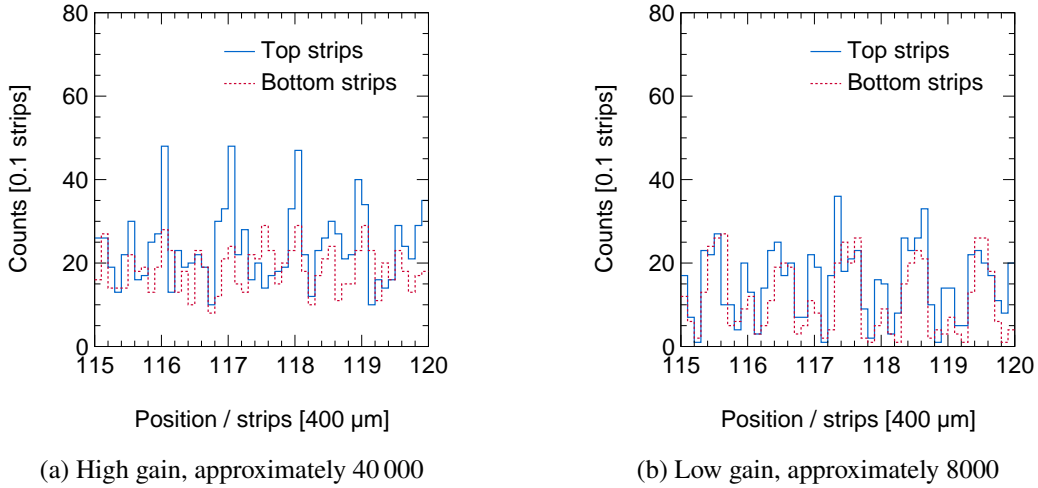 80
60
40
20
0
Counts [0.1 strips]
Top strips
Bottom strips
115 116 117 118 119 120
Position / strips [400 µm]
(a) High gain, approximately 40 000
80
60
40
20
0
Counts [0.1 strips]
Top strips
Bottom strips
115 116 117 118 119 120
Position / strips [400 µm]
(b) Low gain, approximately 8000